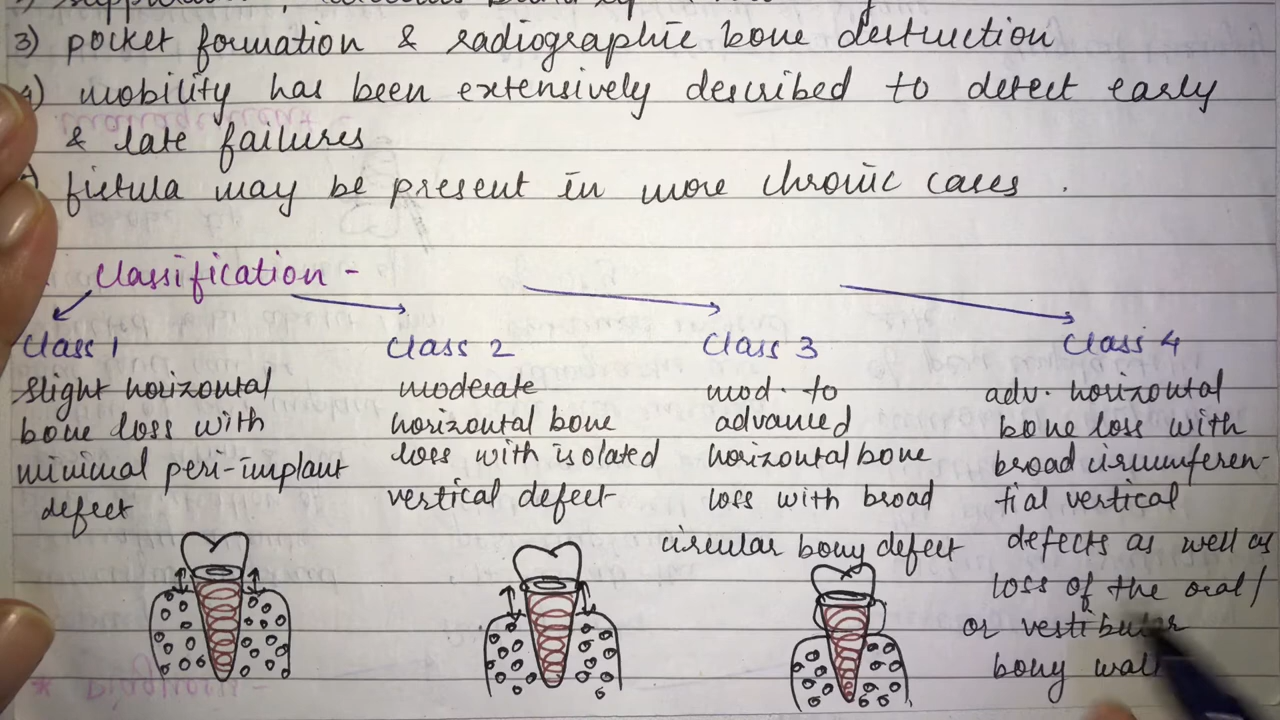 3) pocket formation & radiographic bone destruction
4) mobility has been extensively described to detect early
& late failures
fistula may be present in more chronic cases .
Classification -
Class 1
slight horizontal
bone loss with
minimal peri-implant
defect
Class 2
moderate
horizontal bone
loss with isolated
vertical defect
Class 3
mod. to
advanced
horizontal bone
loss with broad
circular bony defect
Class 4
adv. horizontal
bone loss with
broad circumferen-
tial vertical
defects as well as
loss of the oral /
or vestibular
bony wall